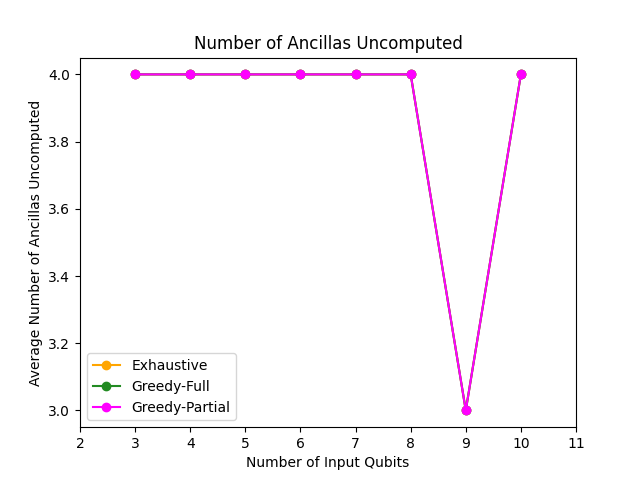 Number of Ancillas Uncomputed
Average Number of Ancillas Uncomputed
4.0
3.8
3.6
3.4
3.2
3.0
Exhaustive
Greedy-Full
Greedy-Partial
2 3 4 5 6 7 8 9 10 11
Number of Input Qubits